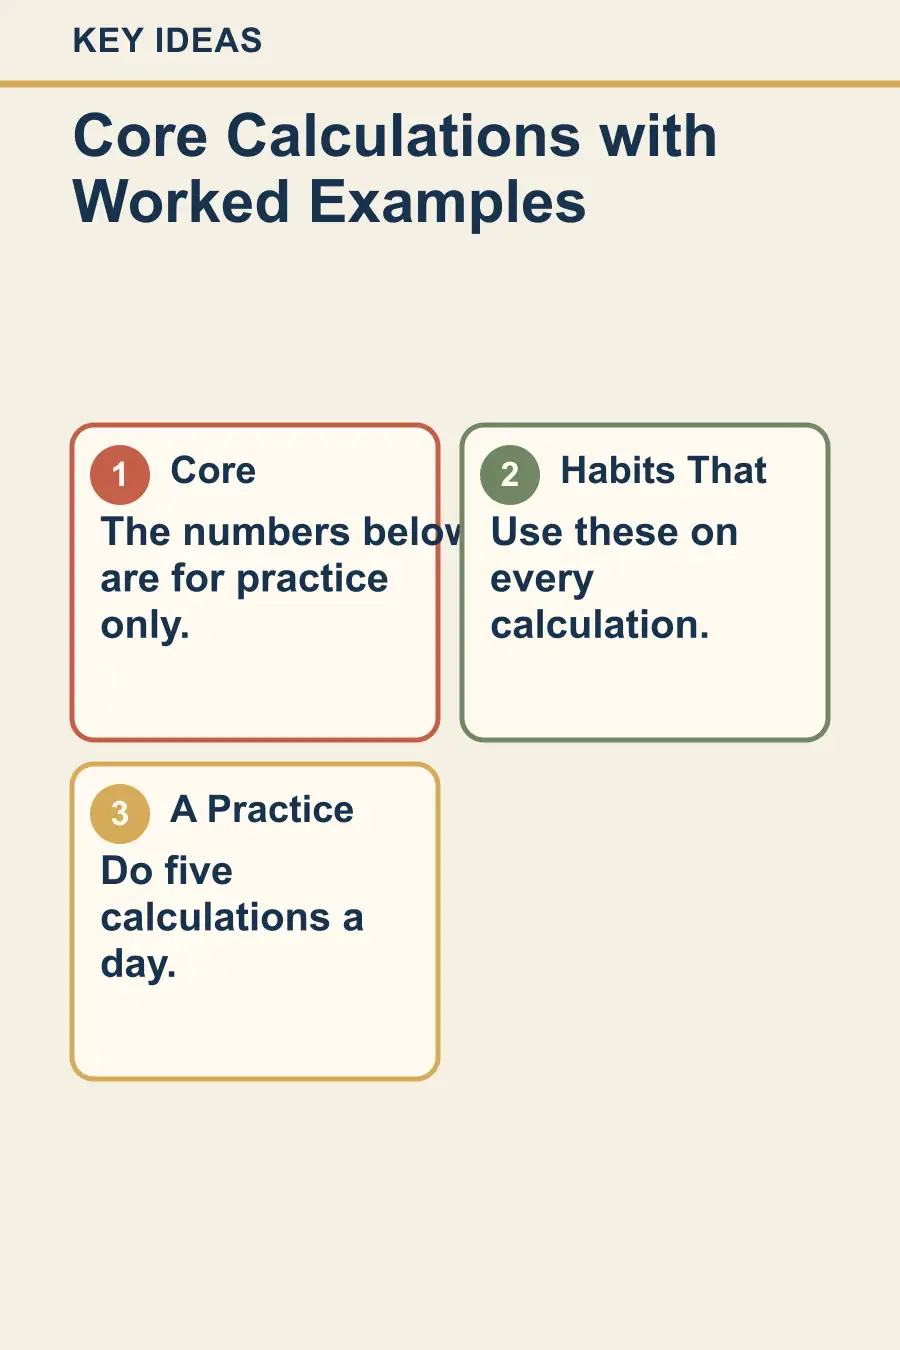 KEY IDEAS
Core Calculations with
Worked Examples
1
Core
The numbers below
are for practice
only.
2
Habits That
Use these on
every
calculation.
3
A Practice
Do five
calculations a
day.